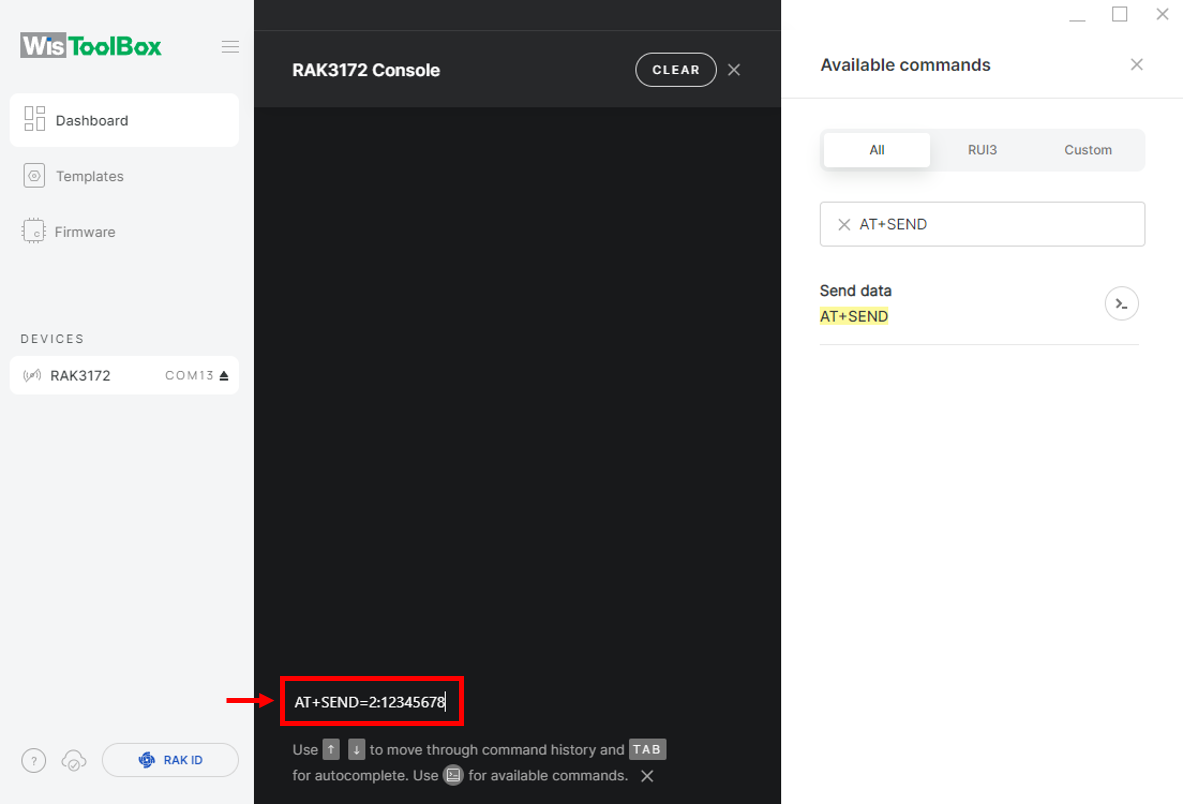 WisToolBox
Dashboard
Templates
Firmware
DEVICES
RAK3172 COM13
? RAK ID
RAK3172 Console CLEAR
AT+SEND=2:12345678
Use ↑ ↓ to move through command history and TAB
for autocomplete. Use for available commands.
Available commands
All RUI3 Custom
AT+SEND
Send data
AT+SEND